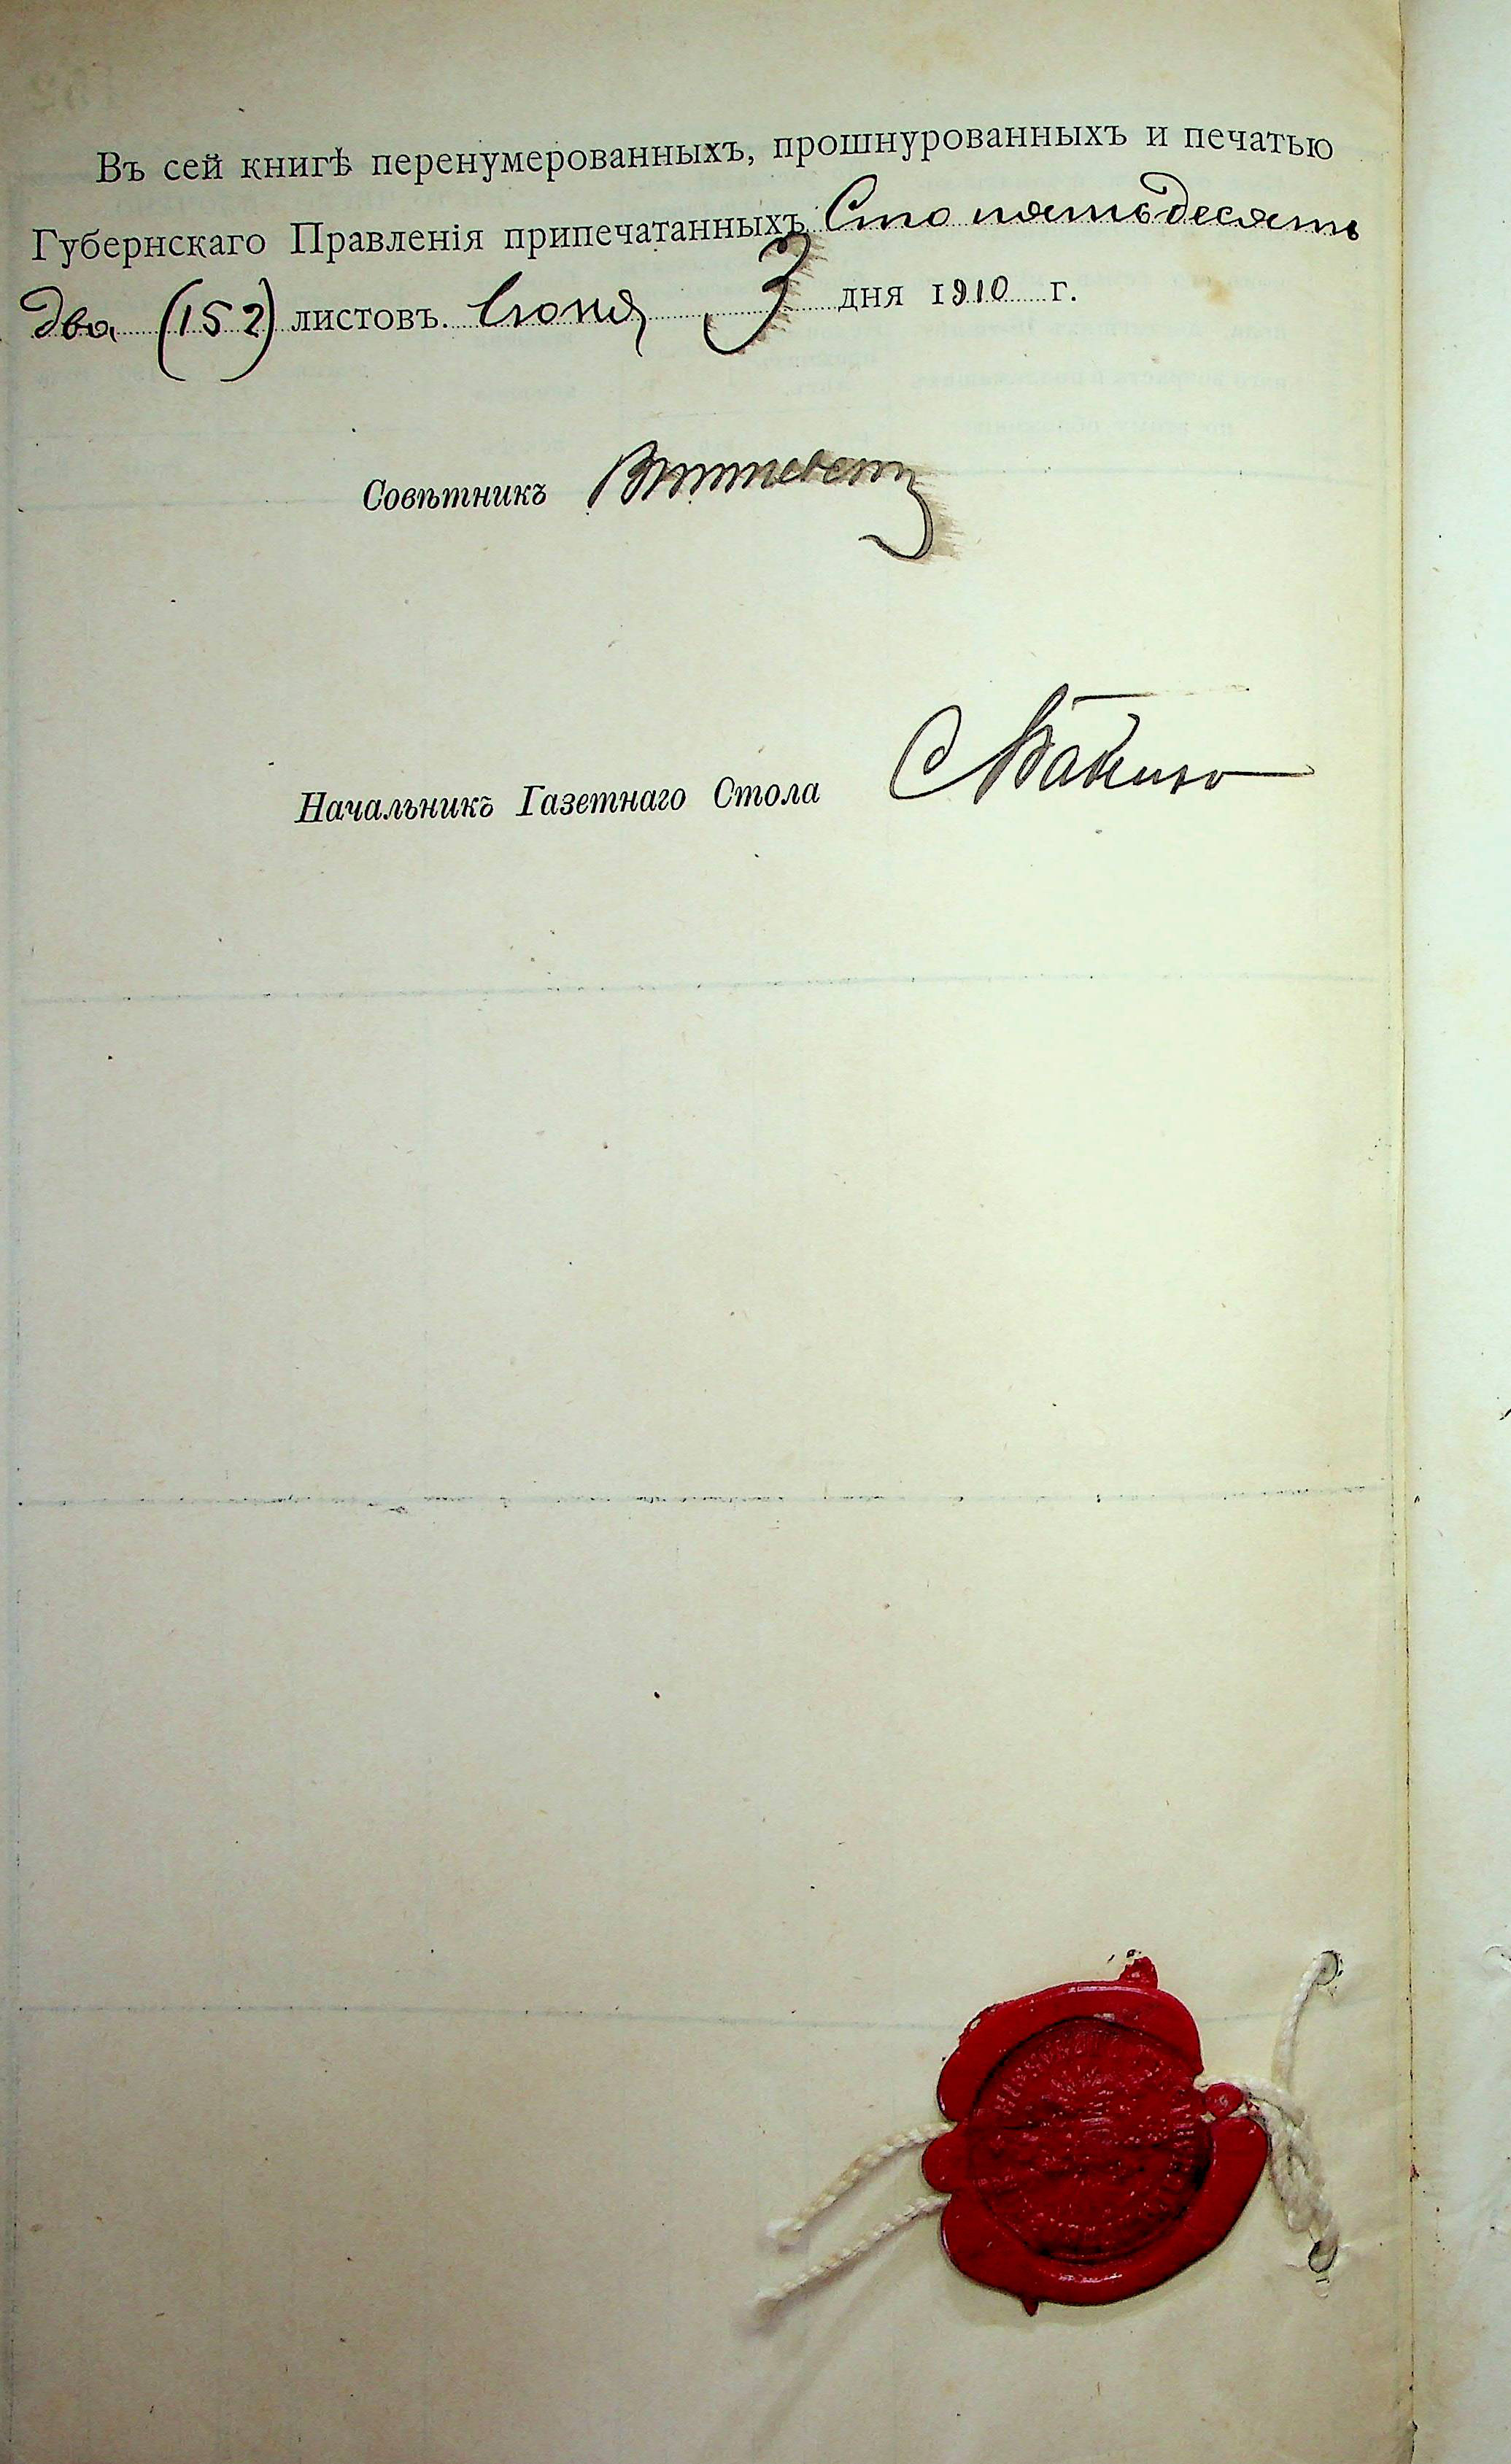 Въ сей книгѣ перенумерованныхъ, прошнурованныхъ и печатью
Губернскаго Правленія припечатанныхъ Сто пятьдесятъ
два (152) листовъ. Іюня 3 дня 1910 г.
Совѣтникъ
Начальникъ Газетнаго Стола